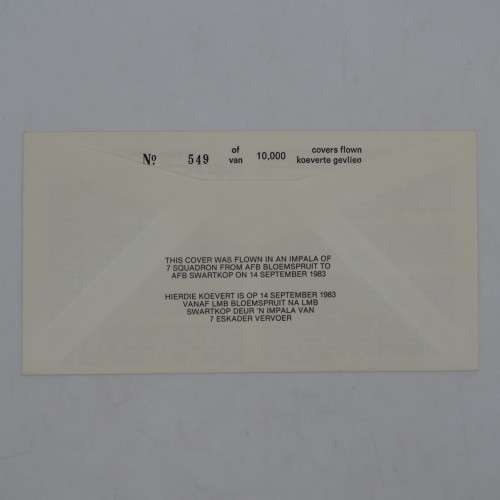 of covers flown
No. 549 van 10,000 koeverte gevlieg
THIS COVER WAS FLOWN IN AN IMPALA OF
7 SQUADRON FROM AFB BLOEMSPRUIT TO
AFB SWARTKOP ON 14 SEPTEMBER 1983
HIERDIE KOEVERT IS OP 14 SEPTEMBER 1983
VANAF LMB BLOEMSPRUIT NA LMB
SWARTKOP DEUR 'N IMPALA VAN
7 ESKADER VERVOER